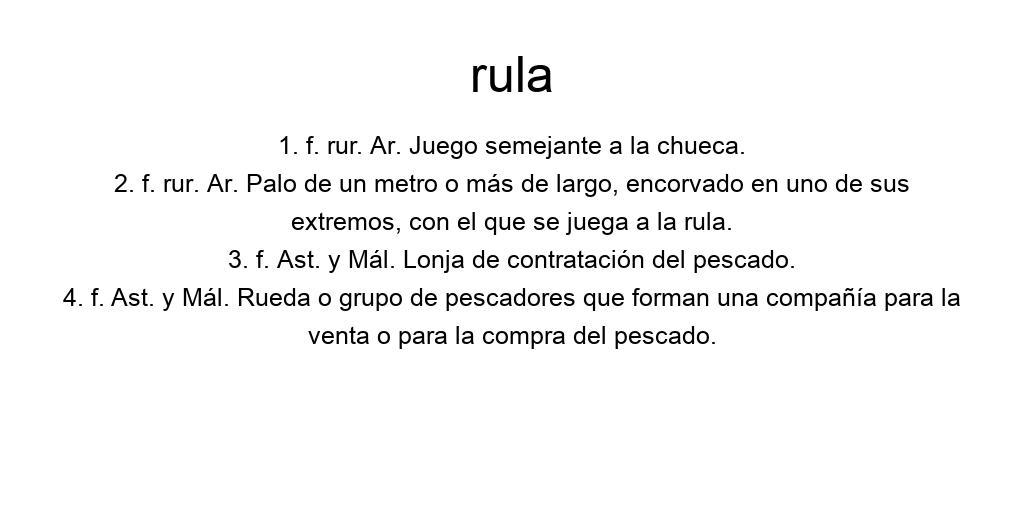 rula
1. f. rur. Ar. Juego semejante a la chueca.
2. f. rur. Ar. Palo de un metro o más de largo, encorvado en uno de sus
extremos, con el que se juega a la rula.
3. f. Ast. y Mál. Lonja de contratación del pescado.
4. f. Ast. y Mál. Rueda o grupo de pescadores que forman una compañía para la
venta o para la compra del pescado.